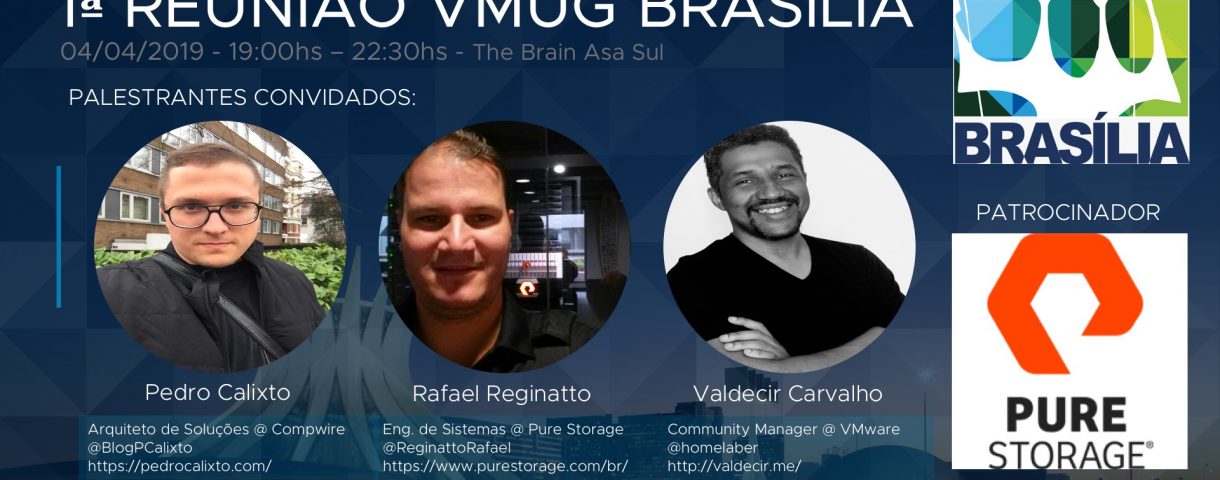 1ª REUNIÃO VMUG BRASÍLIA
04/04/2019 - 19:00hs – 22:30hs - The Brain Asa Sul
PALESTRANTES CONVIDADOS:
Pedro Calixto
Arquiteto de Soluções @ Compwire
@BlogPCalixto
https://pedrocalixto.com/
Rafael Reginatto
Eng. de Sistemas @ Pure Storage
@ReginattoRafael
https://www.purestorage.com/br/
Valdecir Carvalho
Community Manager @ VMware
@homelaber
http://valdecir.me/
BRASÍLIA
PATROCINADOR
PURE
STORAGE®